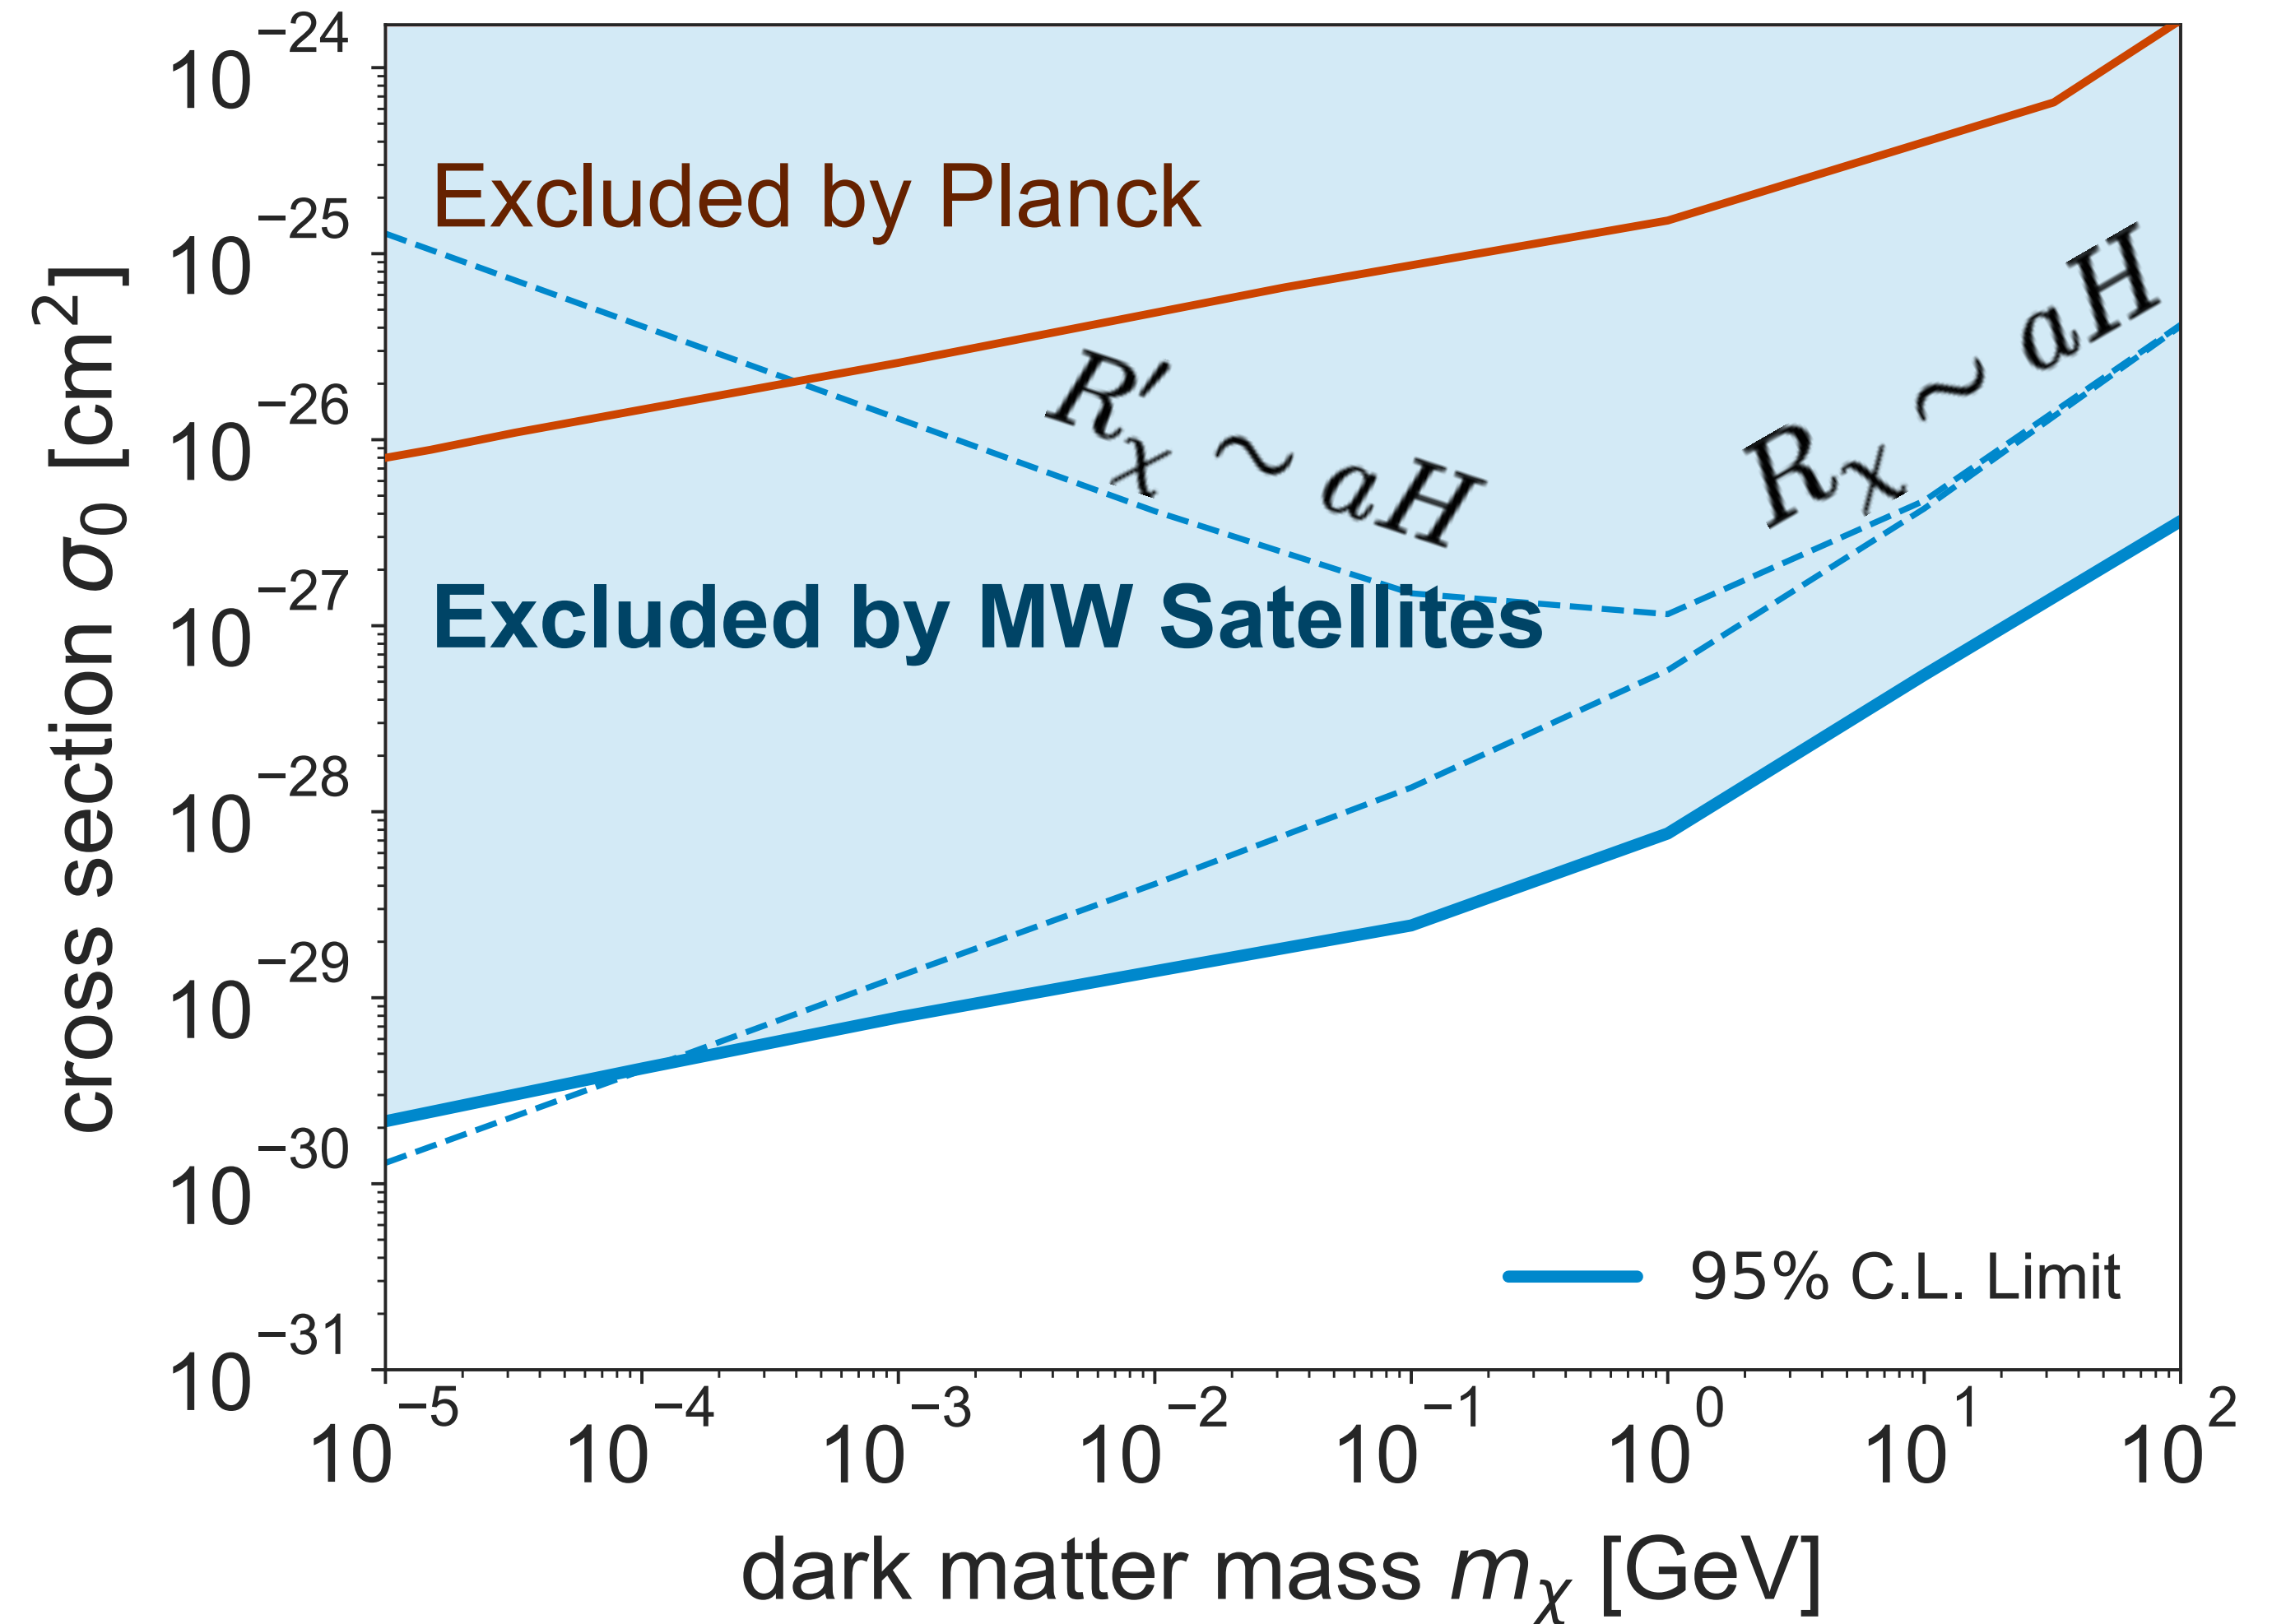 10⁻²⁴
10⁻²⁵
10⁻²⁶
10⁻²⁷
10⁻²⁸
10⁻²⁹
10⁻³⁰
10⁻³¹
cross section σ₀ [cm²]
Excluded by Planck
R′χ ~ aH
Rχ ~ aH
Excluded by MW Satellites
95% C.L. Limit
10⁻⁵ 10⁻⁴ 10⁻³ 10⁻² 10⁻¹ 10⁰ 10¹ 10²
dark matter mass mχ [GeV]